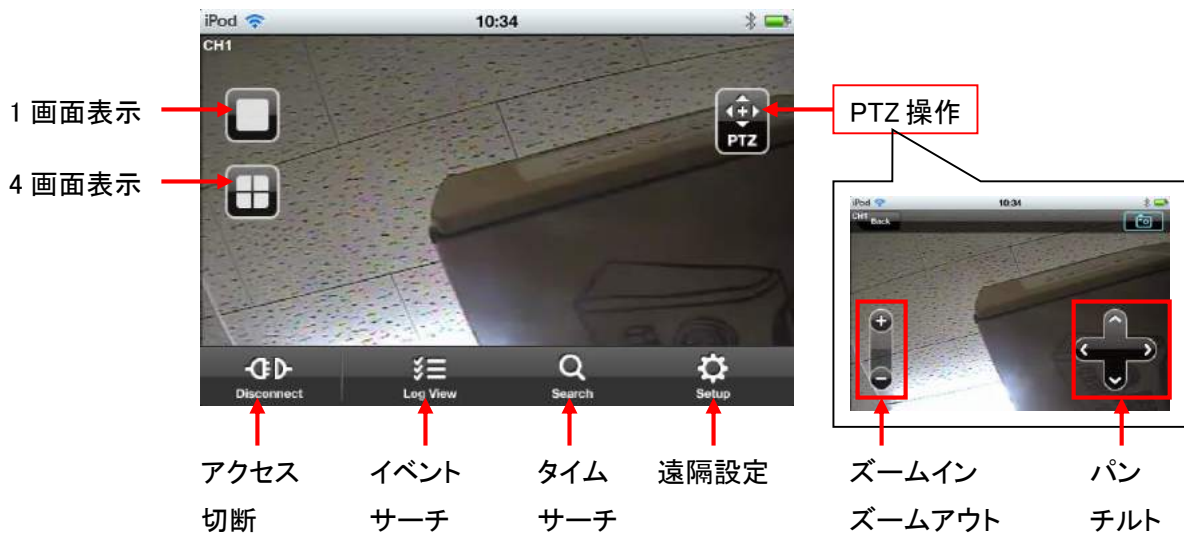 iPod 10:34
CH1
1 画面表示
4 画面表示
PTZ
PTZ 操作
iPod 10:34
CH1 Back
Disconnect Log View Search Setup
アクセス イベント タイム 遠隔設定 ズームイン パン
切断 サーチ サーチ ズームアウト チルト